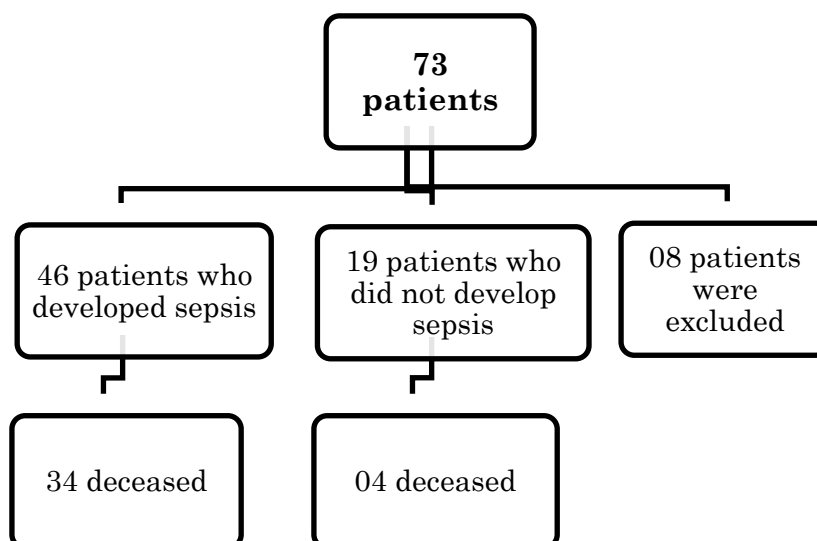 73
patients
46 patients who
developed sepsis
19 patients who
did not develop
sepsis
08 patients
were
excluded
34 deceased
04 deceased